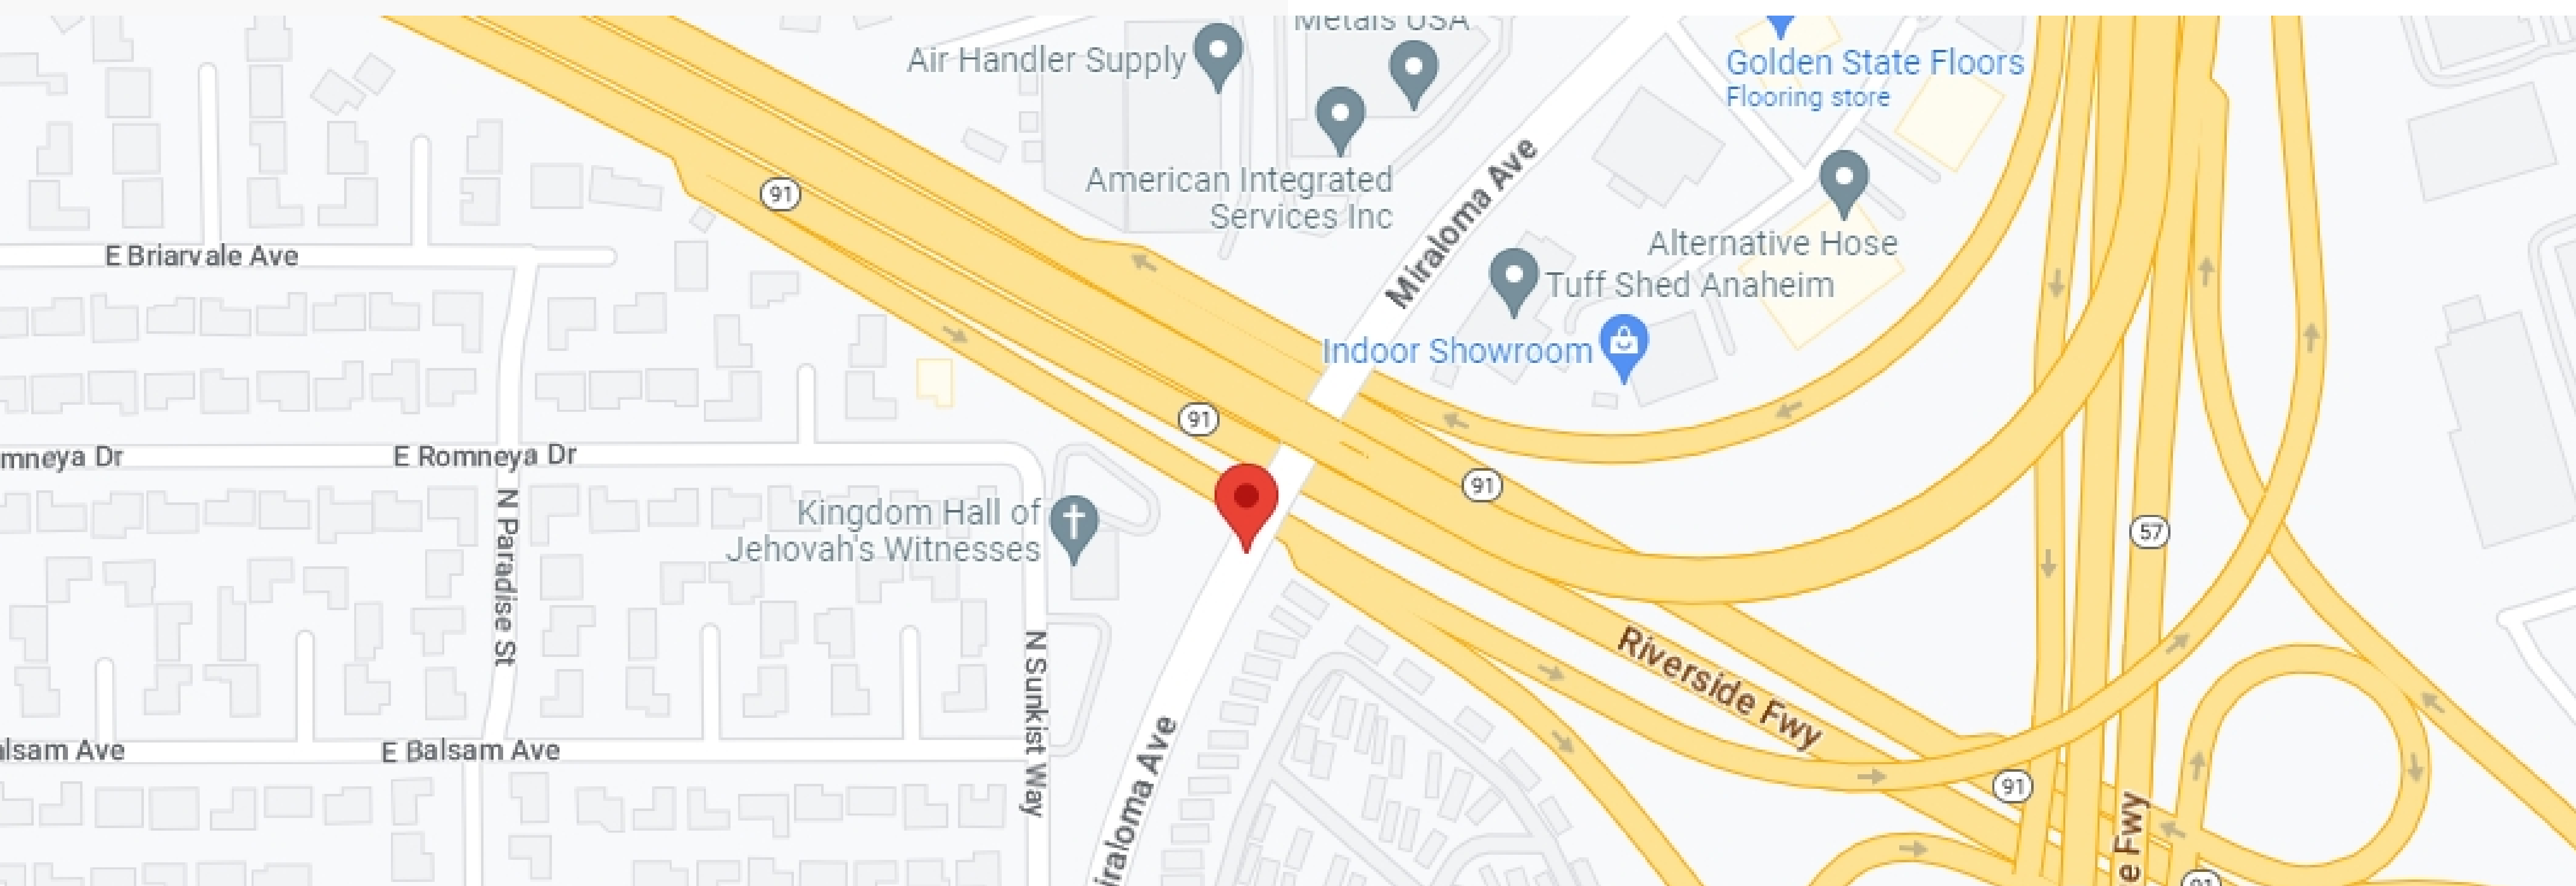 Metals USA
Air Handler Supply
Golden State Floors
Flooring store
American Integrated
Services Inc
Miraloma Ave
91
E Briarvale Ave
Alternative Hose
Tuff Shed Anaheim
Indoor Showroom
91
mneya Dr
E Romneya Dr
91
N Paradise St
Kingdom Hall of
Jehovah's Witnesses
57
Riverside Fwy
N Sunkist Way
alsam Ave
E Balsam Ave
iraloma Ave
91
e Fwy
91